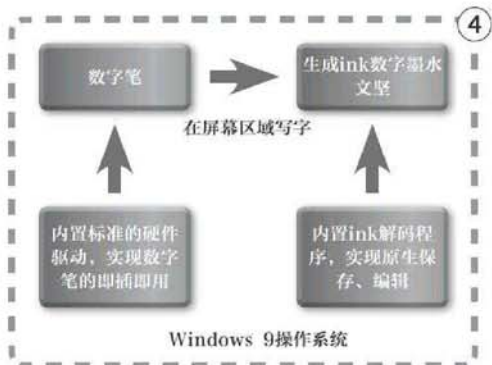 ④
数字笔
生成ink数字墨水
文坚
在屏幕区域写字
内置标准的硬件
驱动,实现数字
笔的即插即用
内置ink解码程
序,实现原生保
存、编辑
Windows 9操作系统